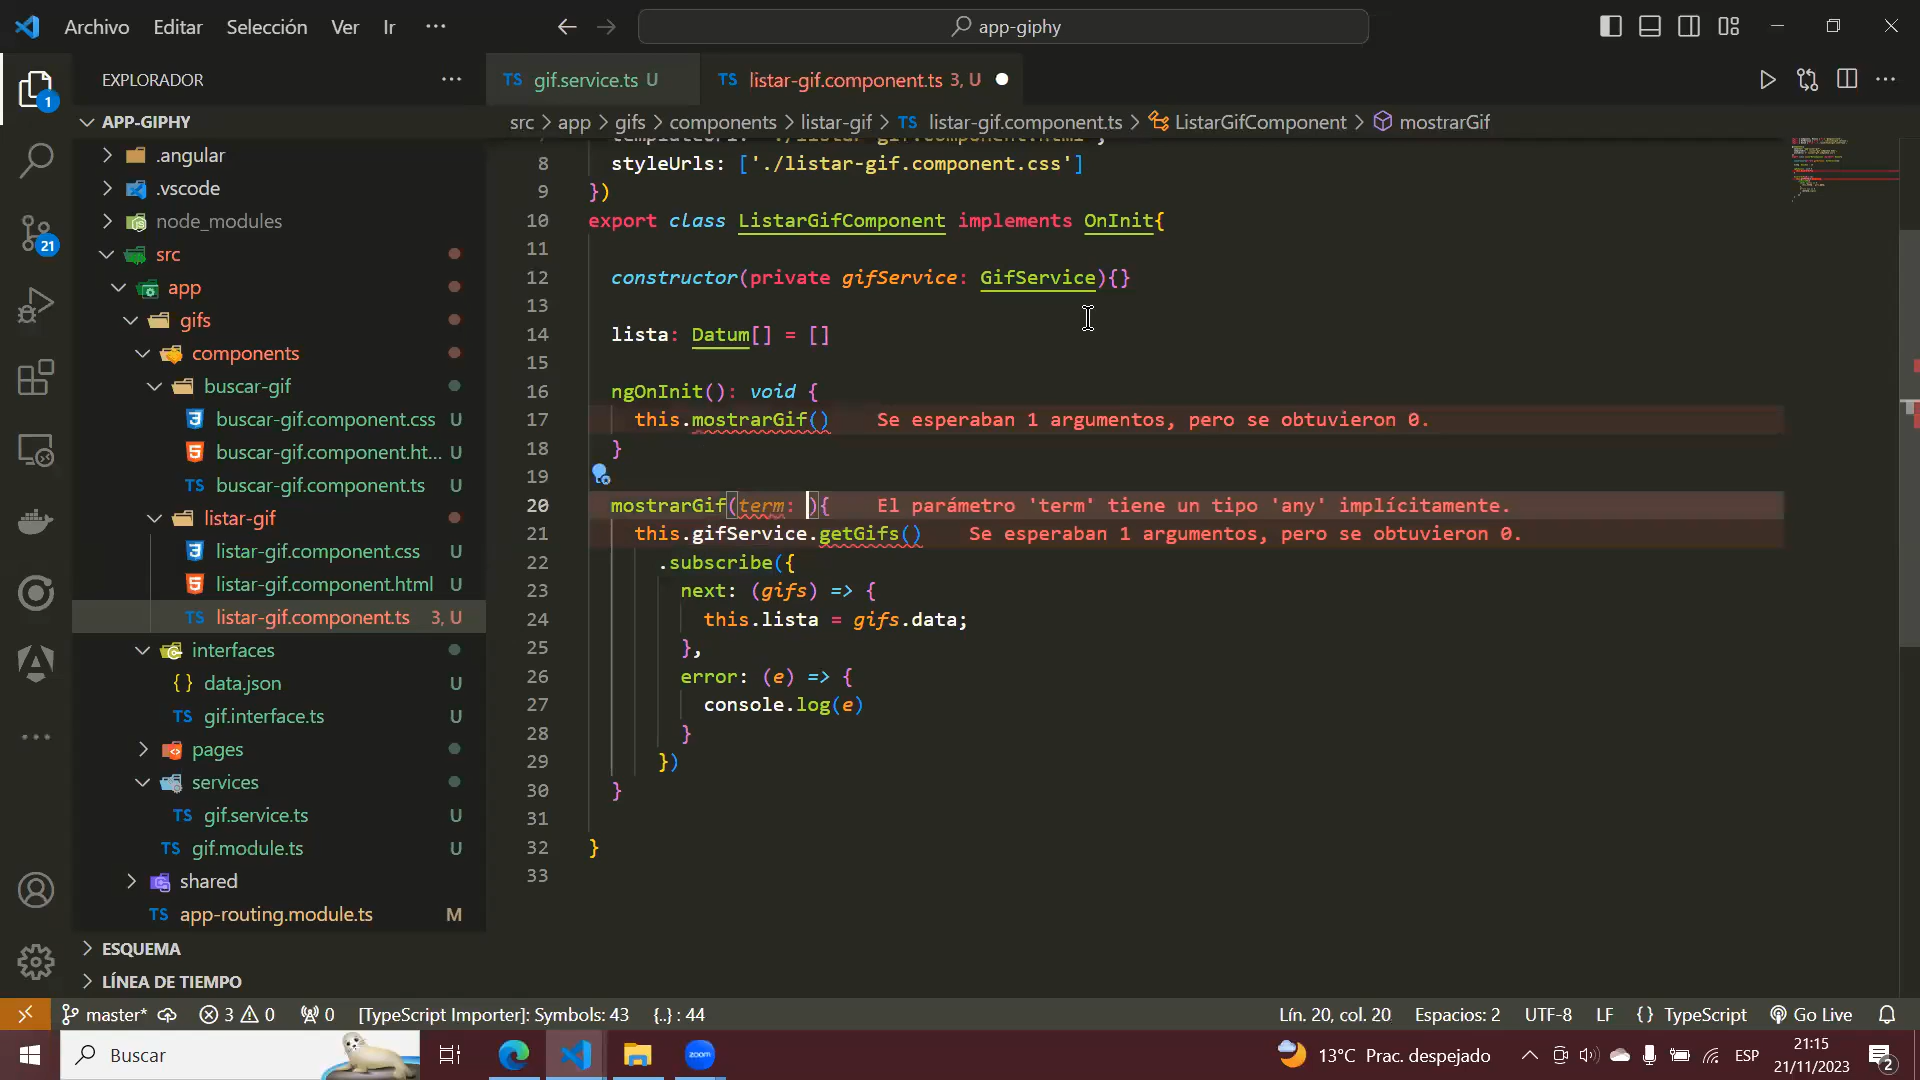 Archivo Editar Selección Ver Ir ···
app-giphy
EXPLORADOR
APP-GIPHY
.angular
.vscode
node_modules
src
app
gifs
components
buscar-gif
buscar-gif.component.css U
buscar-gif.component.ht... U
buscar-gif.component.ts U
listar-gif
listar-gif.component.css U
listar-gif.component.html U
listar-gif.component.ts 3, U
interfaces
data.json U
gif.interface.ts U
pages
services
gif.service.ts U
gif.module.ts U
shared
app-routing.module.ts M
ESQUEMA
LÍNEA DE TIEMPO
1
21
TS gif.service.ts U
TS listar-gif.component.ts 3, U
src > app > gifs > components > listar-gif > TS listar-gif.component.ts > ListarGifComponent > mostrarGif
8 styleUrls: ['./listar-gif.component.css']
9 })
10 export class ListarGifComponent implements OnInit{
11
12 constructor(private gifService: GifService){}
13
14 lista: Datum[] = []
15
16 ngOnInit(): void {
17 this.mostrarGif() Se esperaban 1 argumentos, pero se obtuvieron 0.
18 }
19
20 mostrarGif(term: ){ El parámetro 'term' tiene un tipo 'any' implícitamente.
21 this.gifService.getGifs() Se esperaban 1 argumentos, pero se obtuvieron 0.
22 .subscribe({
23 next: (gifs) => {
24 this.lista = gifs.data;
25 },
26 error: (e) => {
27 console.log(e)
28 }
29 })
30 }
31
32 }
33
master* 3 0 0 [TypeScript Importer]: Symbols: 43 {..} : 44
Lín. 20, col. 20 Espacios: 2 UTF-8 LF {} TypeScript Go Live
Buscar
zoom
13°C Prac. despejado
ESP
21:15
21/11/2023
2